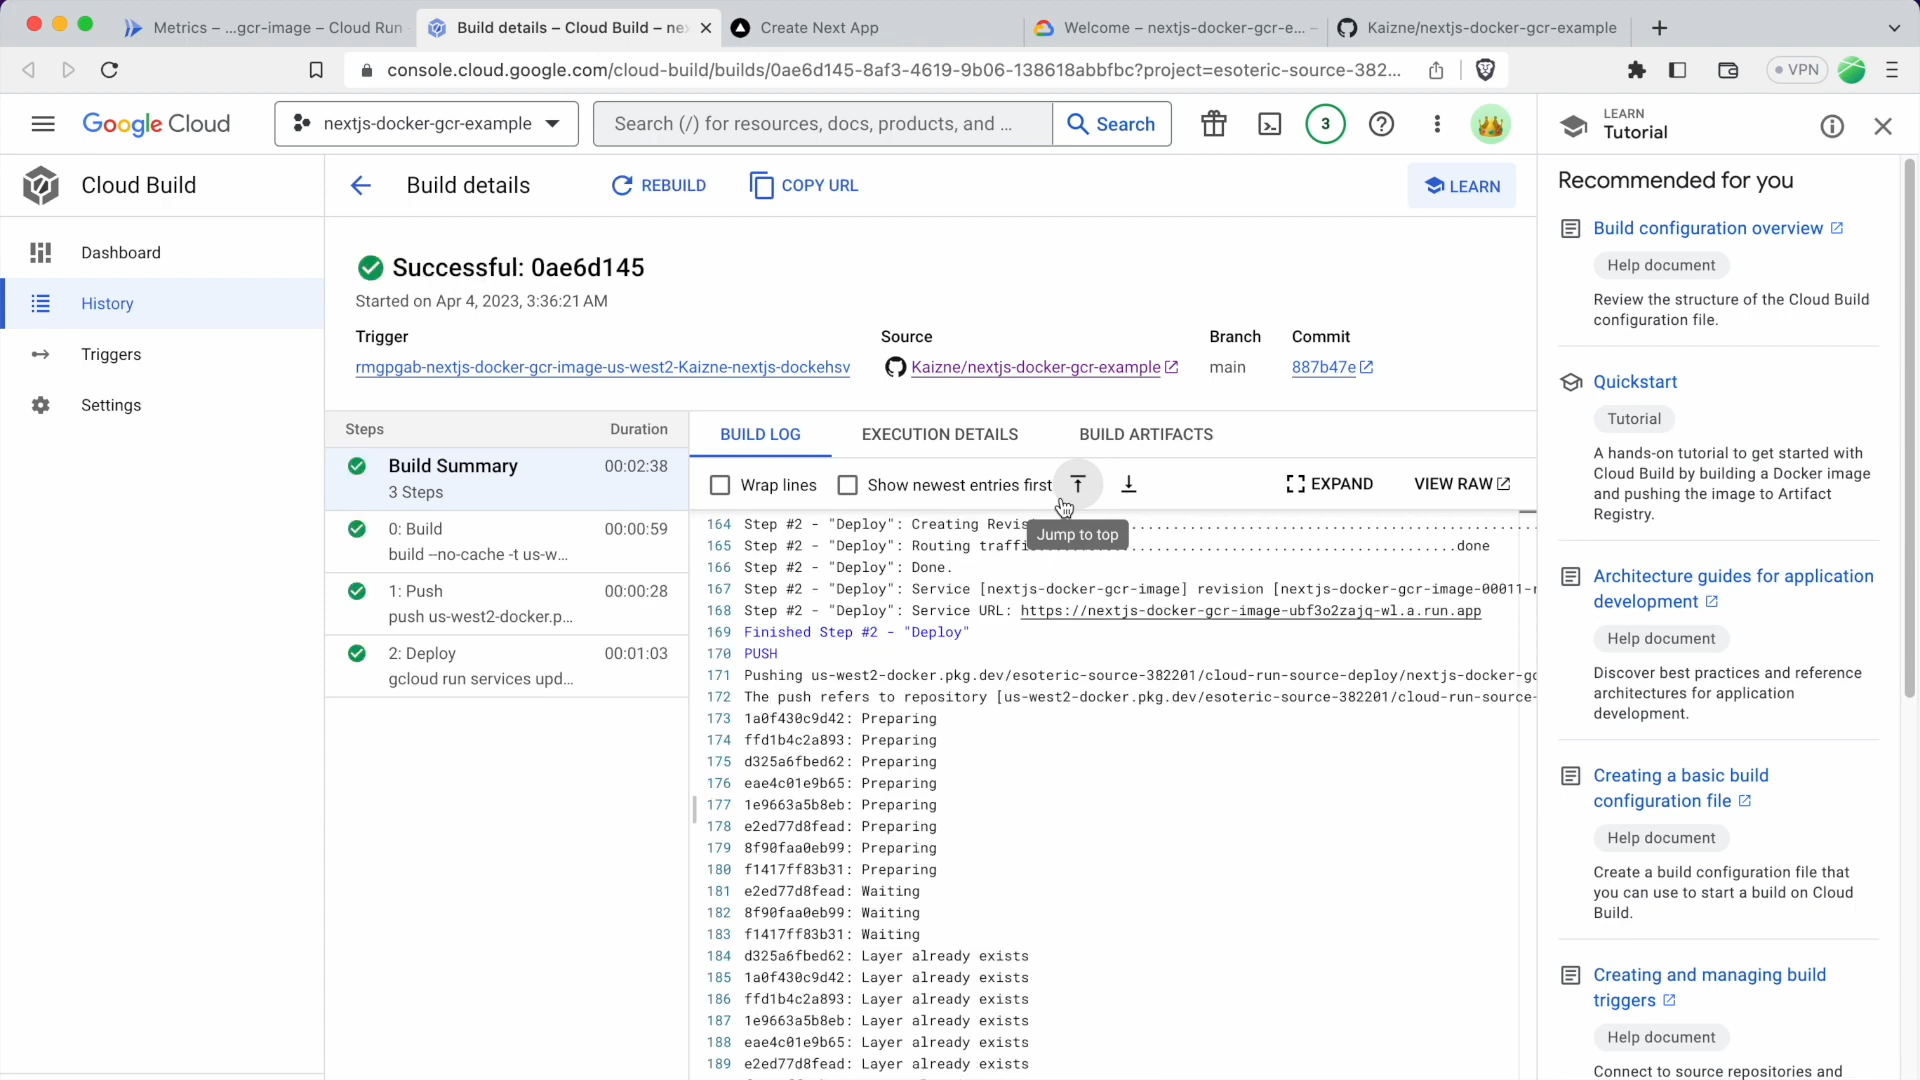 Metrics – ...gcr-image – Cloud Run
Build details – Cloud Build – nex
Create Next App
Welcome – nextjs-docker-gcr-e...
Kaizne/nextjs-docker-gcr-example
console.cloud.google.com/cloud-build/builds/0ae6d145-8af3-4619-9b06-138618abbfbc?project=esoteric-source-382...
VPN
Google Cloud
nextjs-docker-gcr-example
Search (/) for resources, docs, products, and ...
Search
3
LEARN
Tutorial
Cloud Build
Build details
REBUILD
COPY URL
LEARN
Recommended for you
Dashboard
History
Triggers
Settings
Successful: 0ae6d145
Started on Apr 4, 2023, 3:36:21 AM
Trigger
Source
Branch
Commit
rmgpgab-nextjs-docker-gcr-image-us-west2-Kaizne-nextjs-dockehsv
Kaizne/nextjs-docker-gcr-example
main
887b47e
Steps
Duration
Build Summary
00:02:38
3 Steps
0: Build
00:00:59
build --no-cache -t us-w...
1: Push
00:00:28
push us-west2-docker.p...
2: Deploy
00:01:03
gcloud run services upd...
BUILD LOG
EXECUTION DETAILS
BUILD ARTIFACTS
Wrap lines
Show newest entries first
EXPAND
VIEW RAW
Jump to top
164 Step #2 - "Deploy": Creating Revis..................................................
165 Step #2 - "Deploy": Routing traffi........................................done
166 Step #2 - "Deploy": Done.
167 Step #2 - "Deploy": Service [nextjs-docker-gcr-image] revision [nextjs-docker-gcr-image-00011-r
168 Step #2 - "Deploy": Service URL: https://nextjs-docker-gcr-image-ubf3o2zajq-wl.a.run.app
169 Finished Step #2 - "Deploy"
170 PUSH
171 Pushing us-west2-docker.pkg.dev/esoteric-source-382201/cloud-run-source-deploy/nextjs-docker-gc
172 The push refers to repository [us-west2-docker.pkg.dev/esoteric-source-382201/cloud-run-source-
173 1a0f430c9d42: Preparing
174 ffd1b4c2a893: Preparing
175 d325a6fbed62: Preparing
176 eae4c01e9b65: Preparing
177 1e9663a5b8eb: Preparing
178 e2ed77d8fead: Preparing
179 8f90faa0eb99: Preparing
180 f1417ff83b31: Preparing
181 e2ed77d8fead: Waiting
182 8f90faa0eb99: Waiting
183 f1417ff83b31: Waiting
184 d325a6fbed62: Layer already exists
185 1a0f430c9d42: Layer already exists
186 ffd1b4c2a893: Layer already exists
187 1e9663a5b8eb: Layer already exists
188 eae4c01e9b65: Layer already exists
189 e2ed77d8fead: Layer already exists
Build configuration overview
Help document
Review the structure of the Cloud Build
configuration file.
Quickstart
Tutorial
A hands-on tutorial to get started with
Cloud Build by building a Docker image
and pushing the image to Artifact
Registry.
Architecture guides for application
development
Help document
Discover best practices and reference
architectures for application
development.
Creating a basic build
configuration file
Help document
Create a build configuration file that
you can use to start a build on Cloud
Build.
Creating and managing build
triggers
Help document
Connect to source repositories and